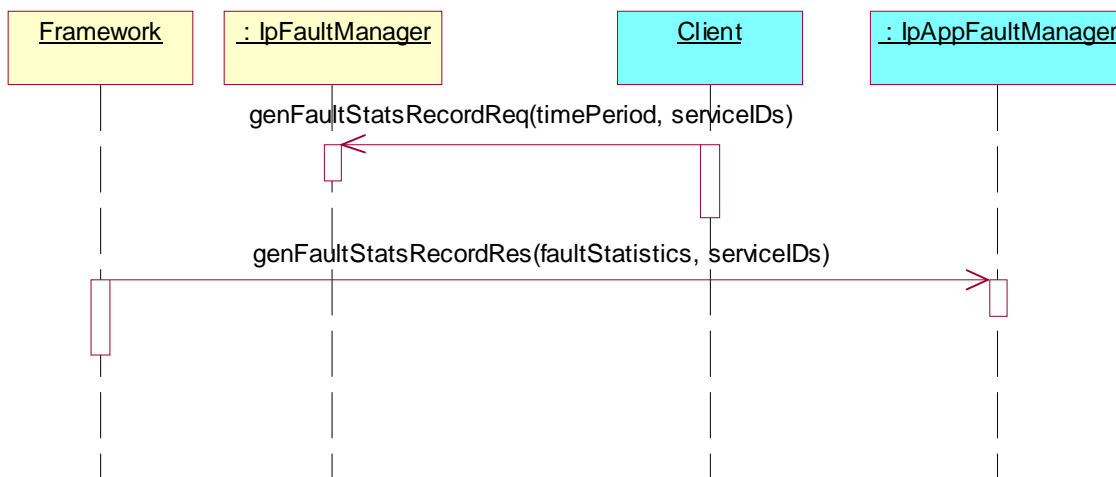 Framework
: IpFaultManager
Client
: IpAppFaultManager
genFaultStatsRecordReq(timePeriod, serviceIDs)
genFaultStatsRecordRes(faultStatistics, serviceIDs)